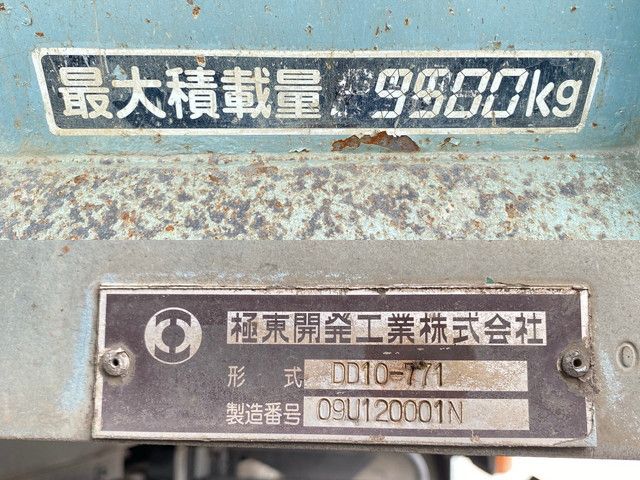 最大積載量 9800kg
極東開発工業株式会社
形式 DD10-771
製造番号 09U120001N